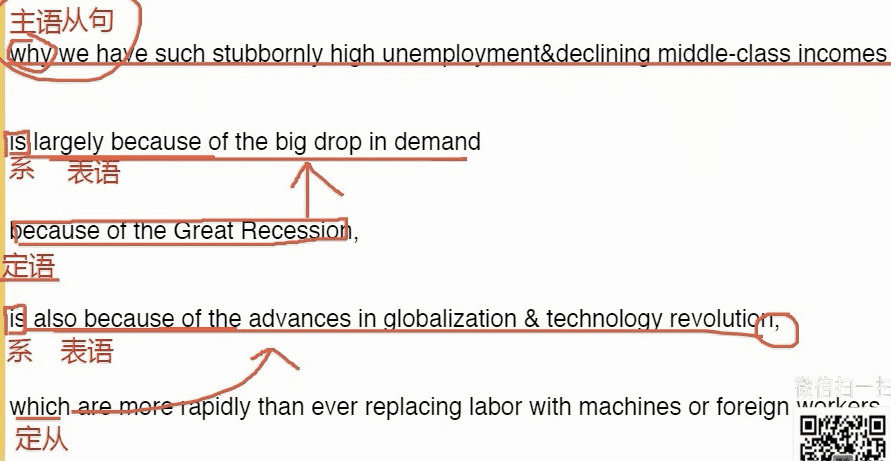 主语从句
why we have such stubbornly high unemployment&declining middle-class incomes
is largely because of the big drop in demand
系 表语
because of the Great Recession,
定语
is also because of the advances in globalization & technology revolution,
系 表语
微信扫一扫
which are more rapidly than ever replacing labor with machines or foreign workers
定从